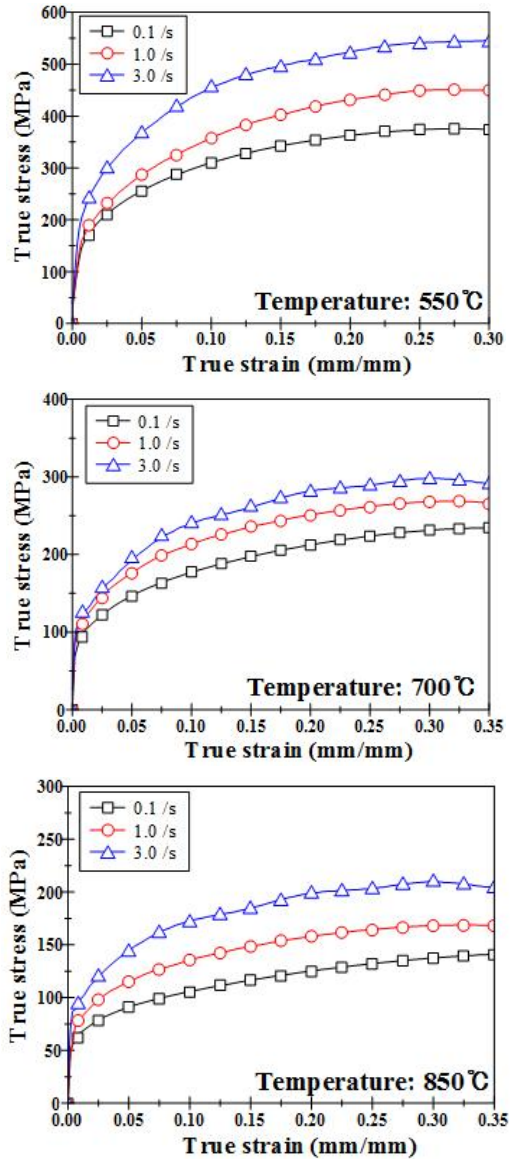 600
500
400
300
200
100
0
True stress (MPa)
0.1 /s
1.0 /s
3.0 /s
Temperature: 550℃
0.00 0.05 0.10 0.15 0.20 0.25 0.30
True strain (mm/mm)
400
300
200
100
0
True stress (MPa)
0.1 /s
1.0 /s
3.0 /s
Temperature: 700℃
0.00 0.05 0.10 0.15 0.20 0.25 0.30 0.35
True strain (mm/mm)
300
250
200
150
100
50
0
True stress (MPa)
0.1 /s
1.0 /s
3.0 /s
Temperature: 850℃
0.00 0.05 0.10 0.15 0.20 0.25 0.30 0.35
True strain (mm/mm)